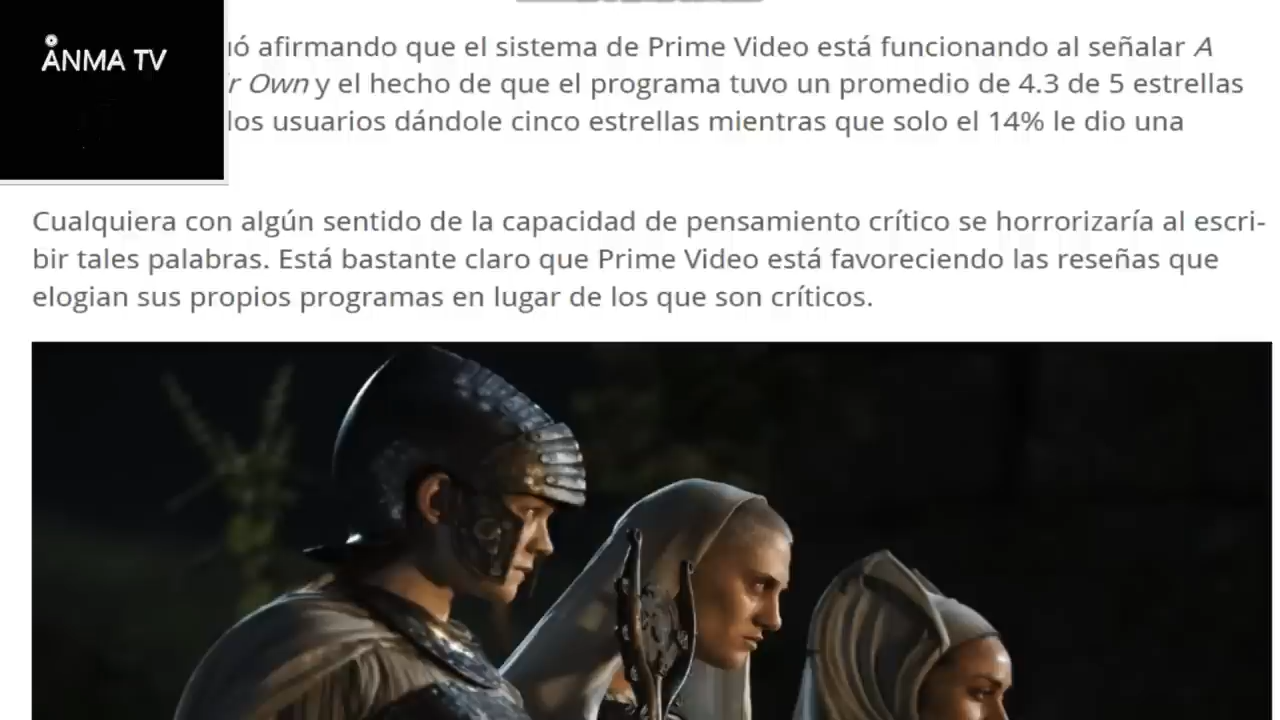 ANMA TV
ó afirmando que el sistema de Prime Video está funcionando al señalar A
r Own y el hecho de que el programa tuvo un promedio de 4.3 de 5 estrellas
los usuarios dándole cinco estrellas mientras que solo el 14% le dio una
Cualquiera con algún sentido de la capacidad de pensamiento crítico se horrorizaría al escri-
bir tales palabras. Está bastante claro que Prime Video está favoreciendo las reseñas que
elogian sus propios programas en lugar de los que son críticos.